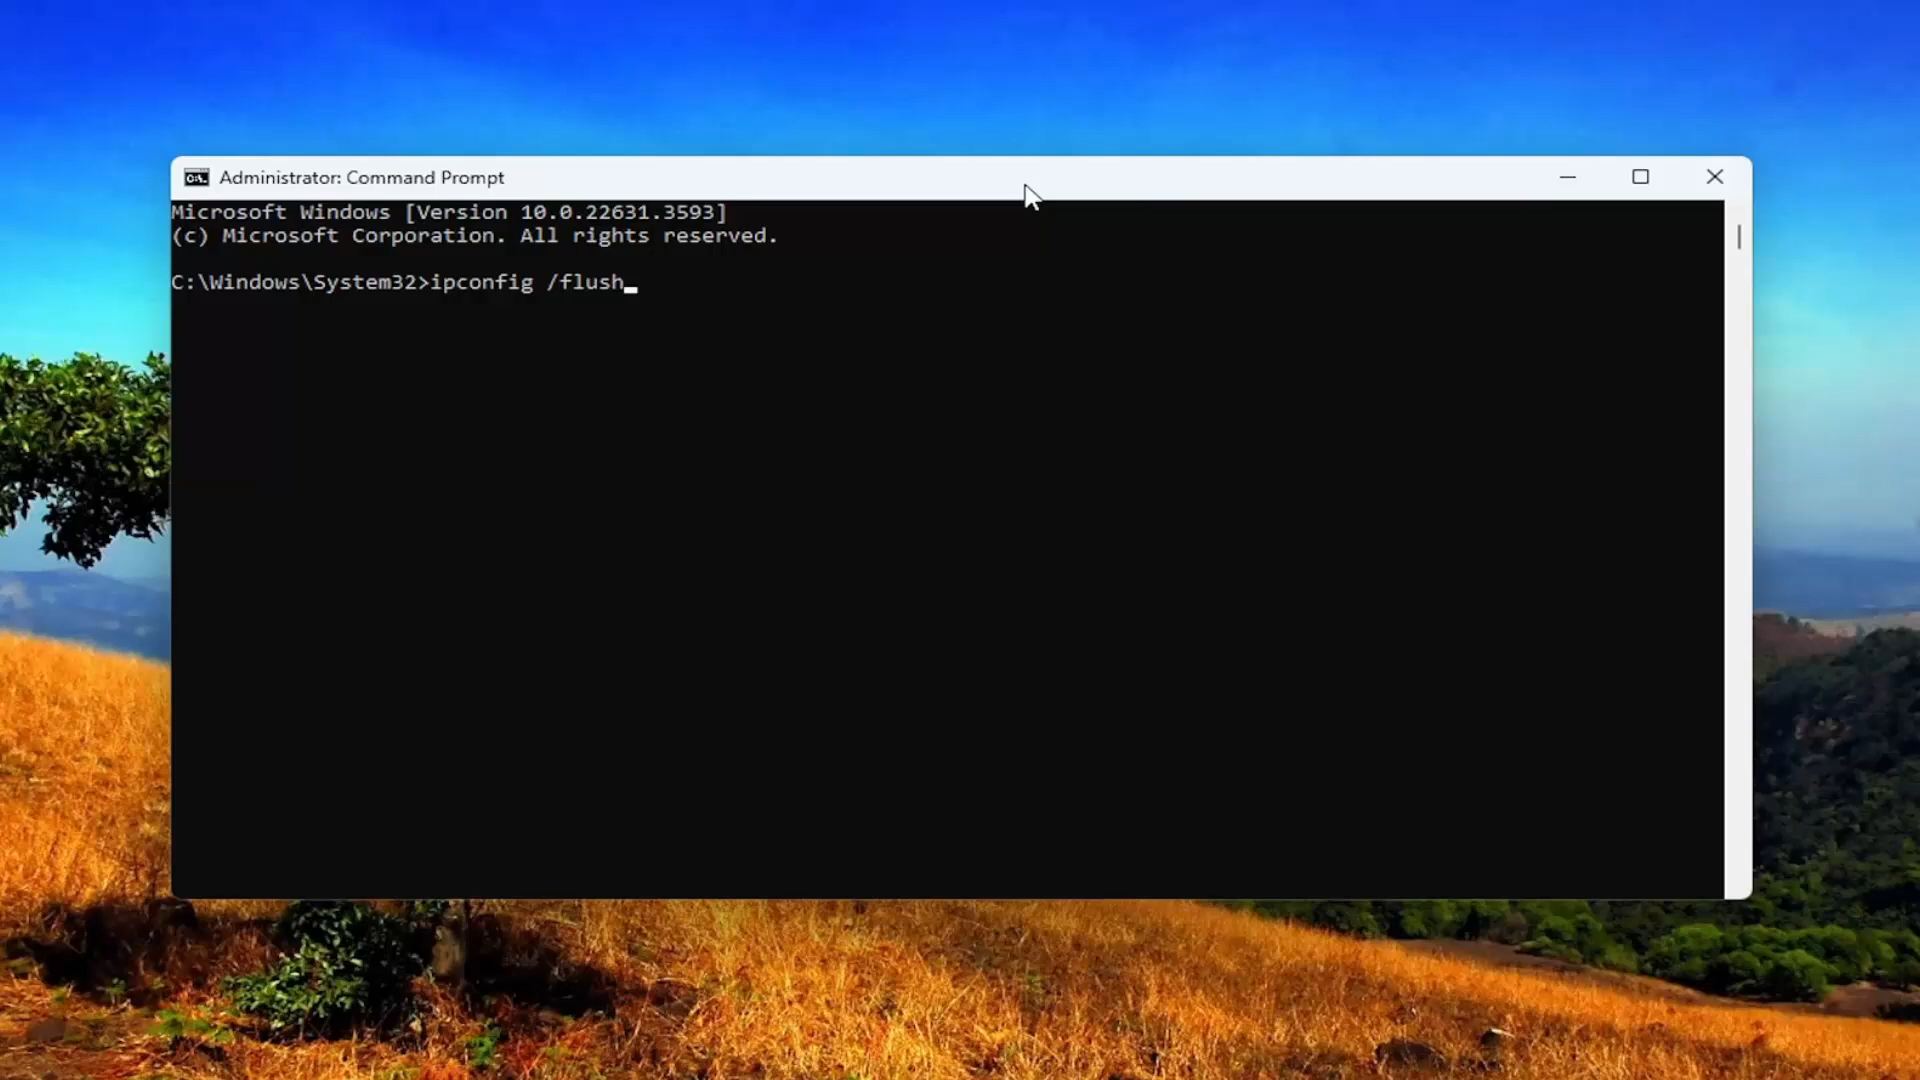 Administrator: Command Prompt
Microsoft Windows [Version 10.0.22631.3593]
(c) Microsoft Corporation. All rights reserved.
C:\Windows\System32>ipconfig /flush